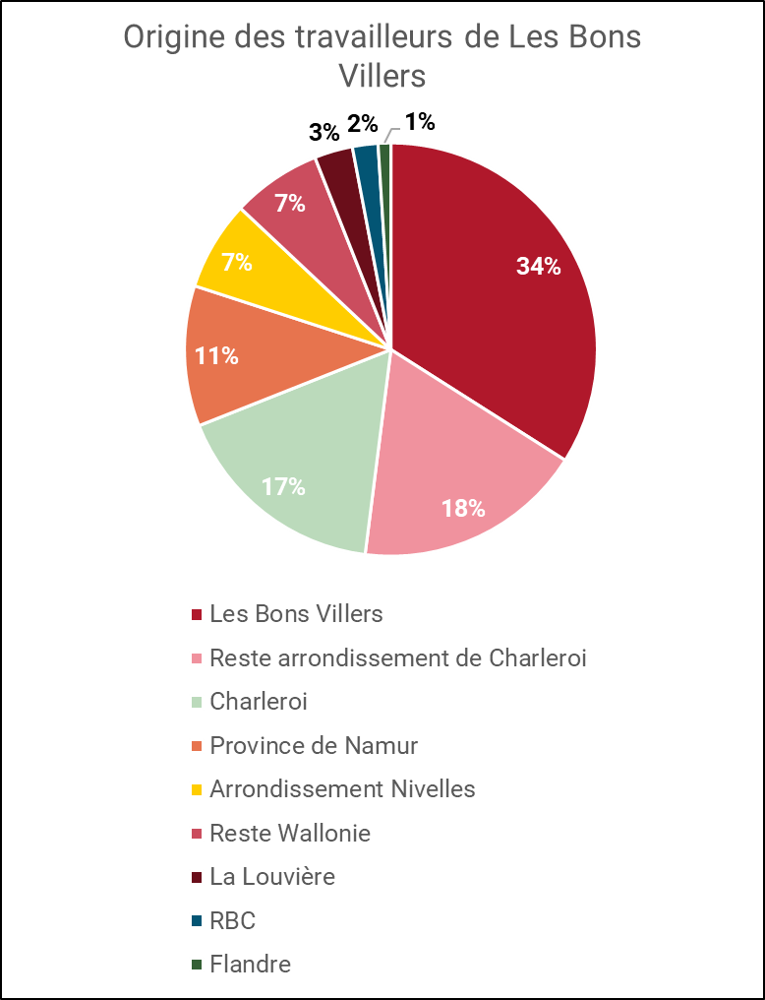 Origine des travailleurs de Les Bons
Villers
3%
2%
1%
7%
34%
7%
11%
17%
18%
Les Bons Villers
Reste arrondissement de Charleroi
Charleroi
Province de Namur
Arrondissement Nivelles
Reste Wallonie
La Louvière
RBC
Flandre